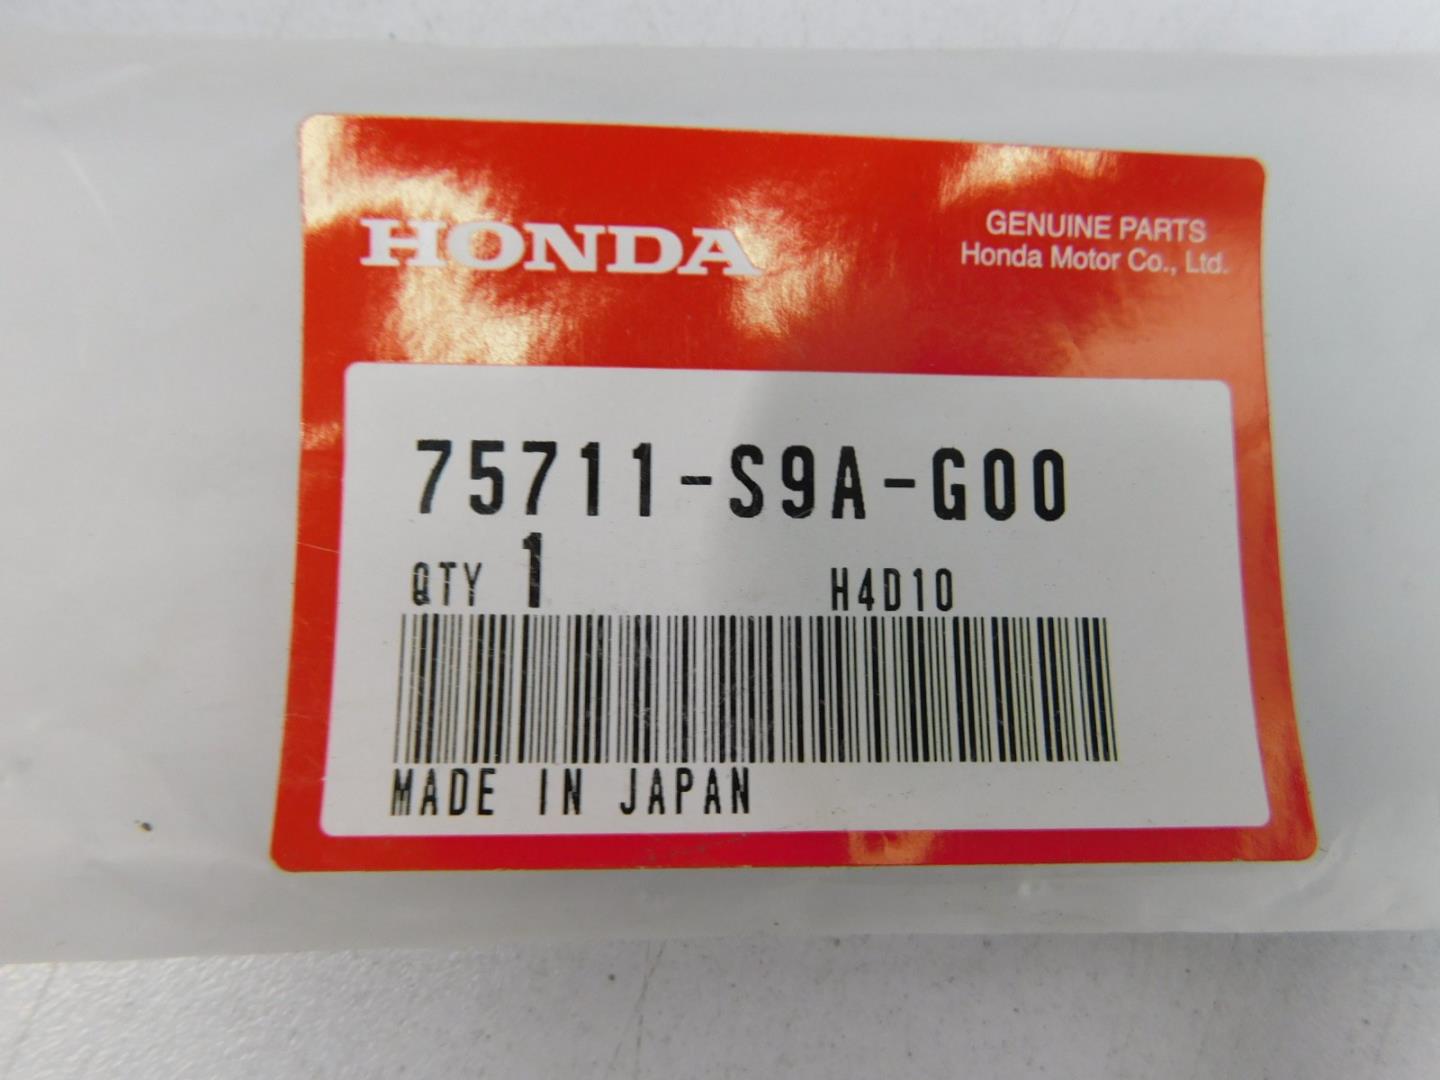 HONDA
GENUINE PARTS
Honda Motor Co., Ltd.
75711-S9A-G00
QTY 1 H4D10
MADE IN JAPAN